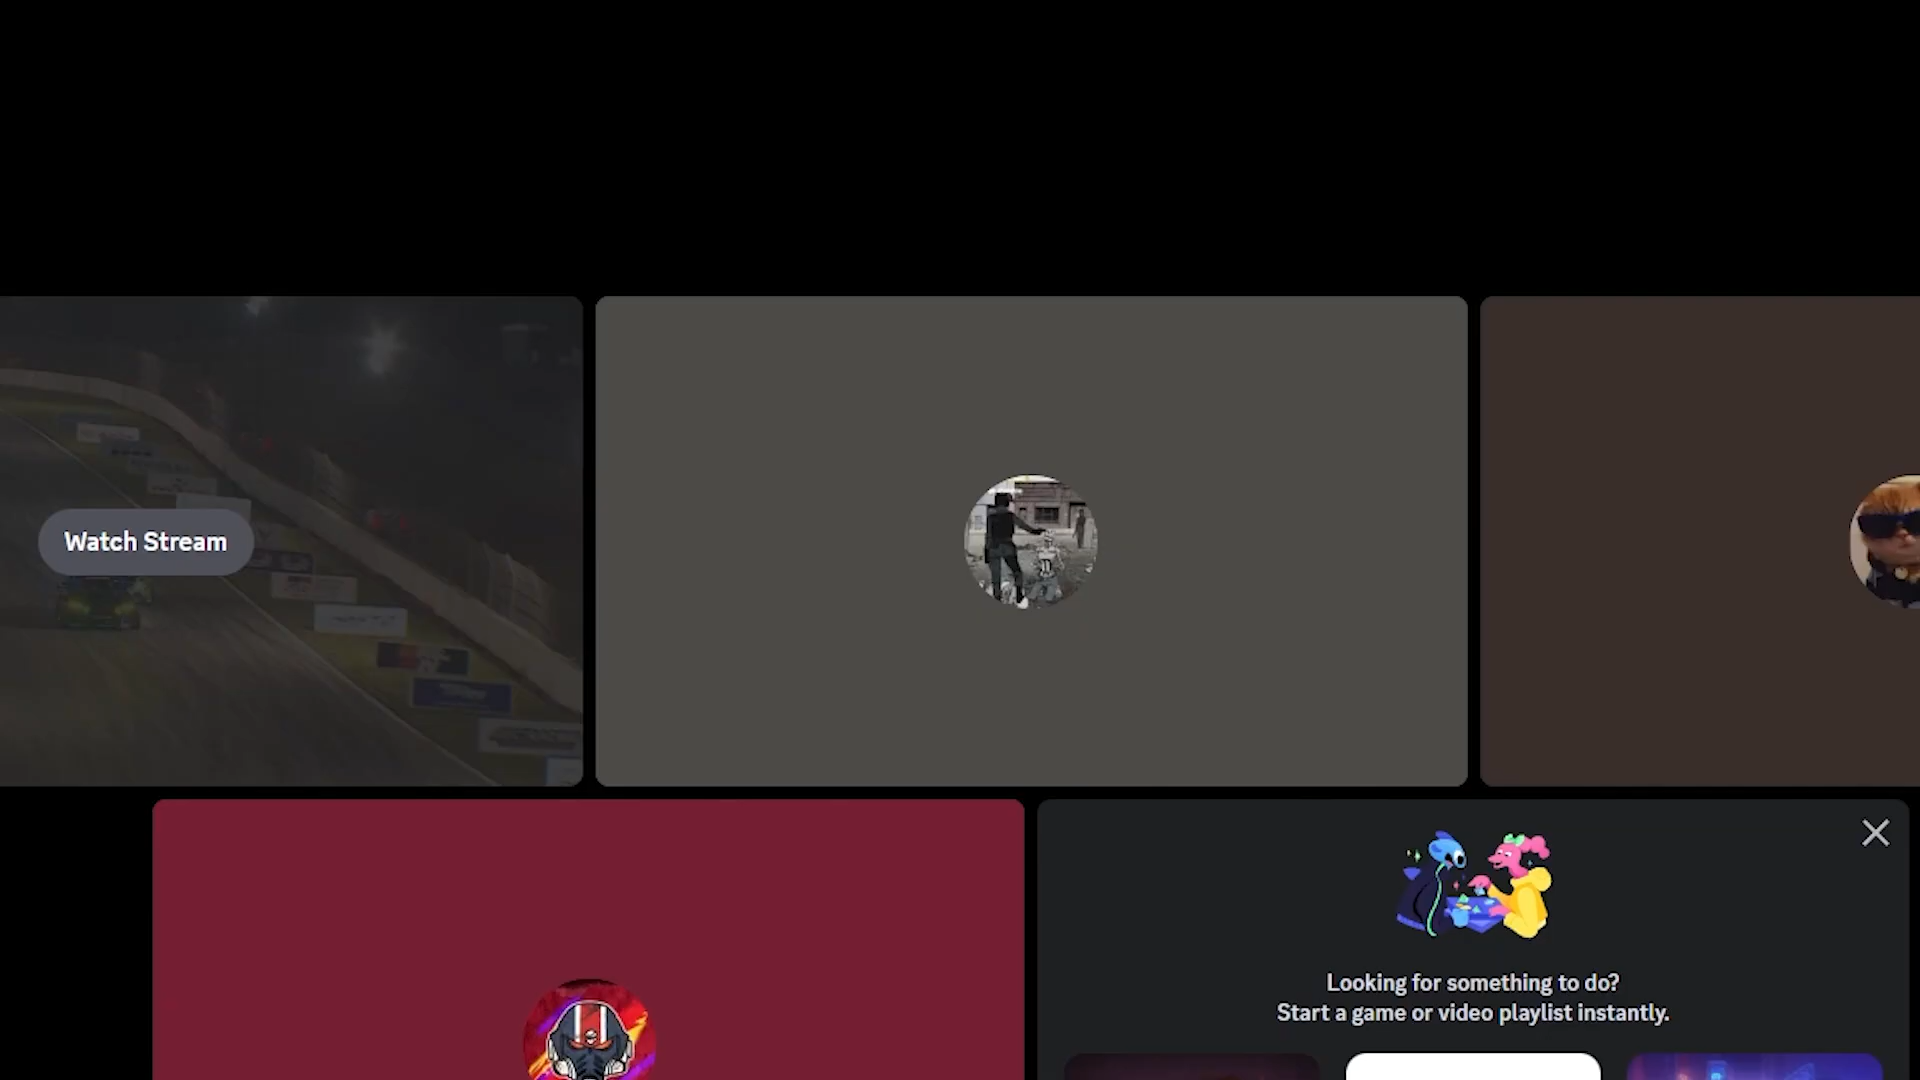 Watch Stream
Looking for something to do?
Start a game or video playlist instantly.